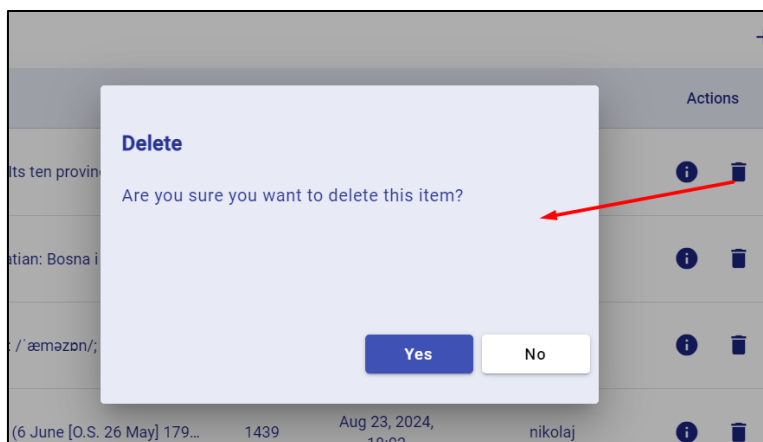 Actions
Delete
Its ten provin
Are you sure you want to delete this item?
atian: Bosna i
: /ˈæməzɒn/;
Yes
No
(6 June [O.S. 26 May] 179… 1439 Aug 23, 2024, nikolaj